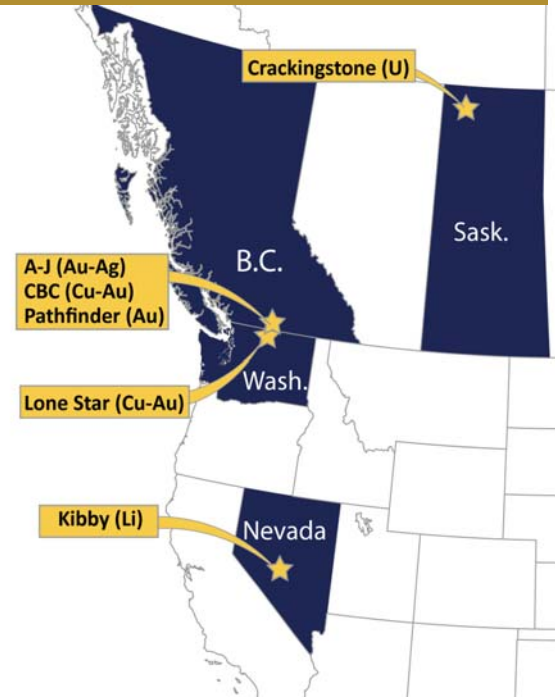 Crackingstone (U)
Sask.
B.C.
A-J (Au-Ag)
CBC (Cu-Au)
Pathfinder (Au)
Wash.
Lone Star (Cu-Au)
Kibby (Li)
Nevada